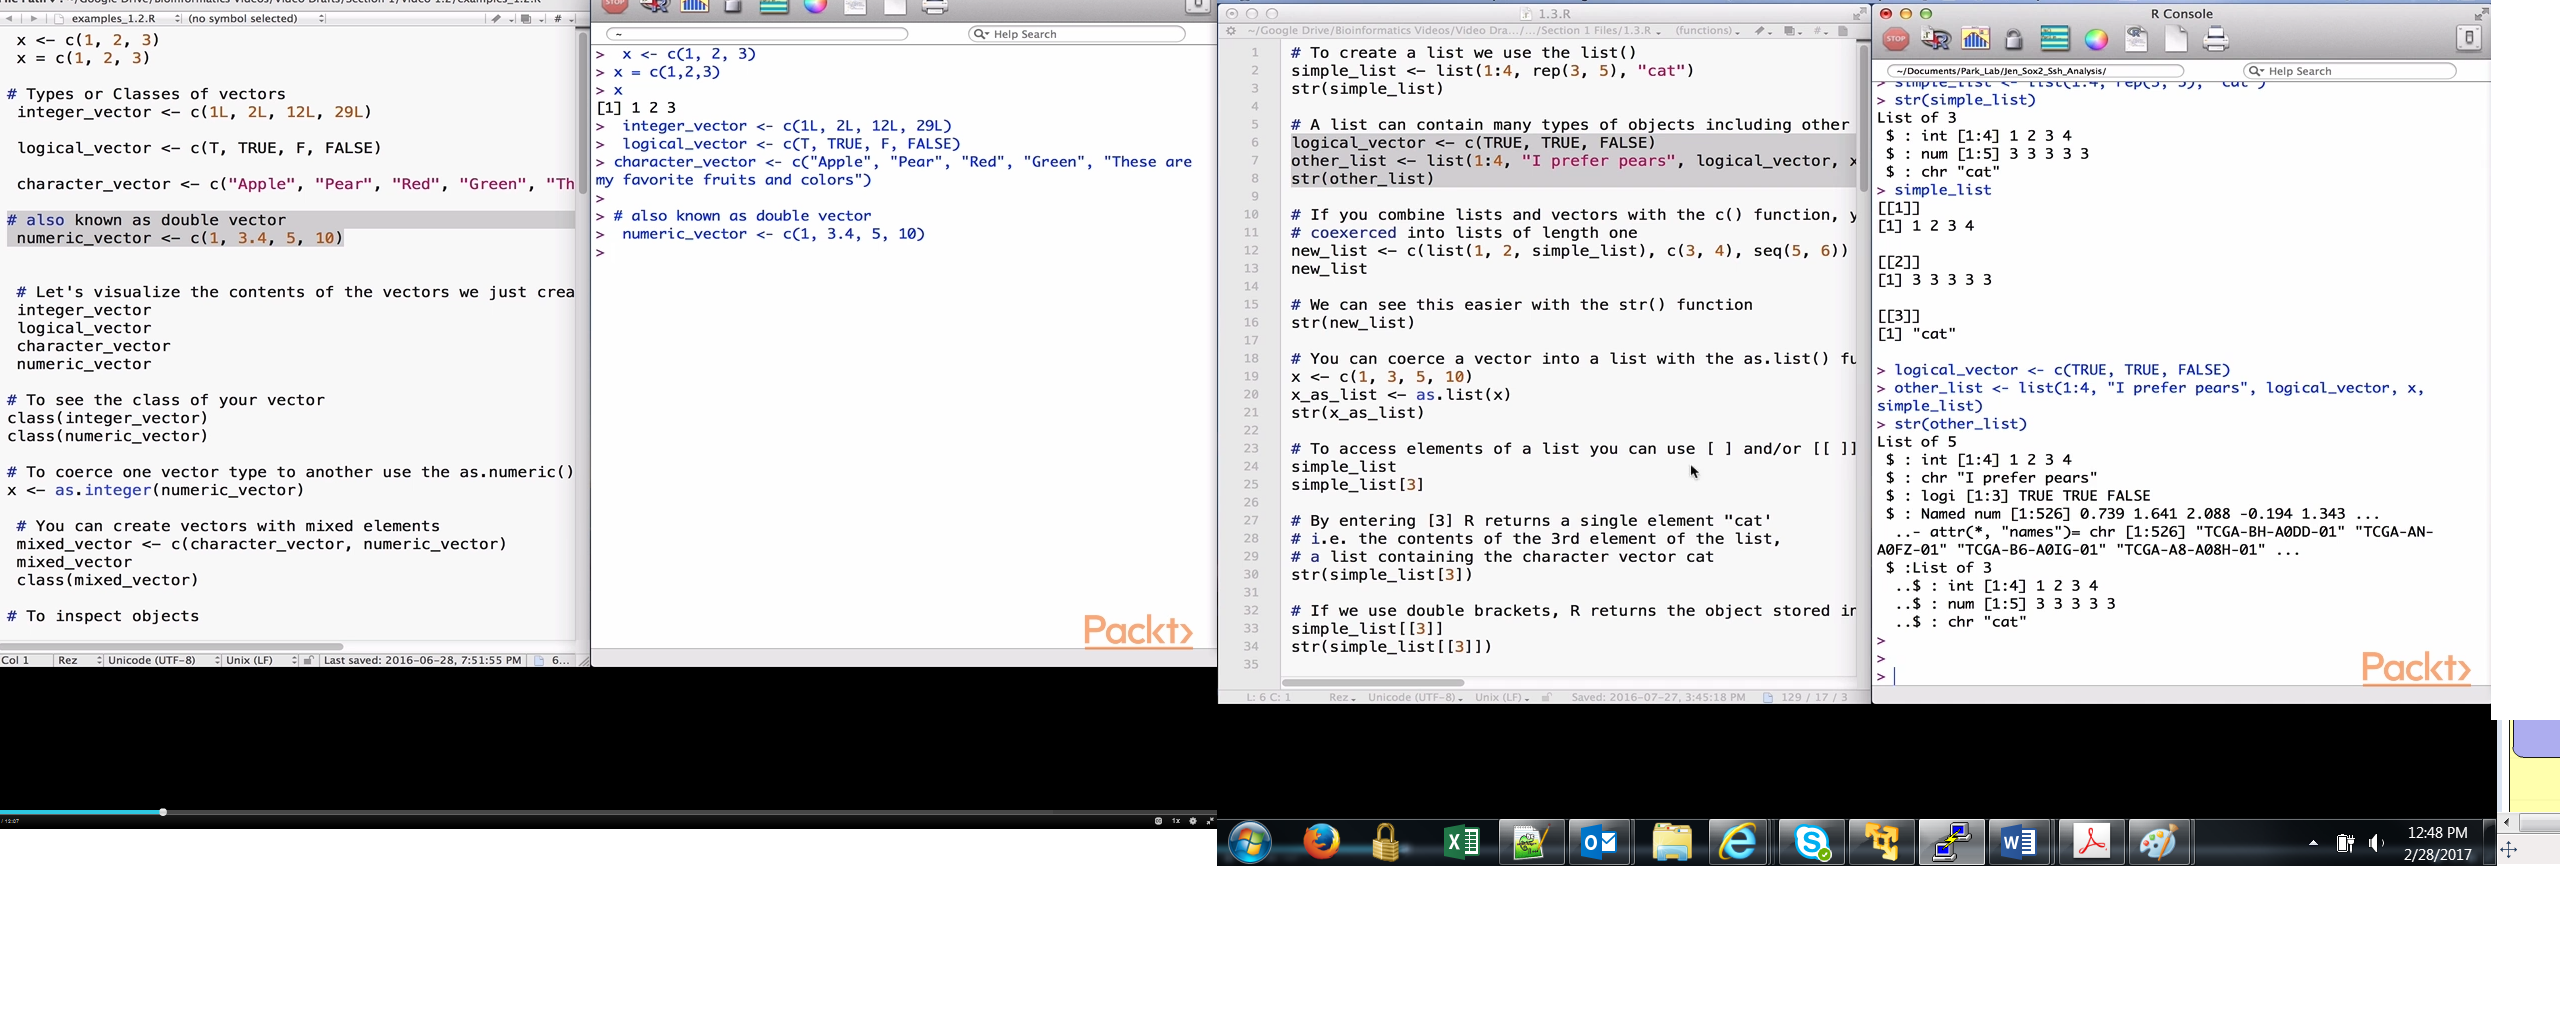 examples_1.2.R
(no symbol selected)
x <- c(1, 2, 3)
x = c(1, 2, 3)
# Types or Classes of vectors
integer_vector <- c(1L, 2L, 12L, 29L)
logical_vector <- c(T, TRUE, F, FALSE)
character_vector <- c("Apple", "Pear", "Red", "Green", "Th
# also known as double vector
numeric_vector <- c(1, 3.4, 5, 10)
# Let's visualize the contents of the vectors we just crea
integer_vector
logical_vector
character_vector
numeric_vector
# To see the class of your vector
class(integer_vector)
class(numeric_vector)
# To coerce one vector type to another use the as.numeric()
x <- as.integer(numeric_vector)
# You can create vectors with mixed elements
mixed_vector <- c(character_vector, numeric_vector)
mixed_vector
class(mixed_vector)
# To inspect objects
Col 1 Rez Unicode (UTF-8) Unix (LF) Last saved: 2016-06-28, 7:51:55 PM 6...
STOP
~
Help Search
> x <- c(1, 2, 3)
> x = c(1,2,3)
> x
[1] 1 2 3
> integer_vector <- c(1L, 2L, 12L, 29L)
> logical_vector <- c(T, TRUE, F, FALSE)
> character_vector <- c("Apple", "Pear", "Red", "Green", "These are
my favorite fruits and colors")
>
> # also known as double vector
> numeric_vector <- c(1, 3.4, 5, 10)
>
Packt>
1x
1.3.R
~/Google Drive/Bioinformatics Videos/Video Dra.../...Section 1 Files/1.3.R (functions)
1 # To create a list we use the list()
2 simple_list <- list(1:4, rep(3, 5), "cat")
3 str(simple_list)
4
5 # A list can contain many types of objects including other
6 logical_vector <- c(TRUE, TRUE, FALSE)
7 other_list <- list(1:4, "I prefer pears", logical_vector, x
8 str(other_list)
9
10 # If you combine lists and vectors with the c() function, y
11 # coexerced into lists of length one
12 new_list <- c(list(1, 2, simple_list), c(3, 4), seq(5, 6))
13 new_list
14
15 # We can see this easier with the str() function
16 str(new_list)
17
18 # You can coerce a vector into a list with the as.list() fu
19 x <- c(1, 3, 5, 10)
20 x_as_list <- as.list(x)
21 str(x_as_list)
22
23 # To access elements of a list you can use [ ] and/or [[ ]]
24 simple_list
25 simple_list[3]
26
27 # By entering [3] R returns a single element "cat'
28 # i.e. the contents of the 3rd element of the list,
29 # a list containing the character vector cat
30 str(simple_list[3])
31
32 # If we use double brackets, R returns the object stored in
33 simple_list[[3]]
34 str(simple_list[[3]])
35
L: 6 C: 1 Rez Unicode (UTF-8) Unix (LF) Saved: 2016-07-27, 3:45:18 PM 129 / 17 / 3
R Console
STOP
~/Documents/Park_Lab/Jen_Sox2_Ssh_Analysis/
Help Search
> simple_list <- list(1:4, rep(3, 5), "cat")
> str(simple_list)
List of 3
$ : int [1:4] 1 2 3 4
$ : num [1:5] 3 3 3 3 3
$ : chr "cat"
> simple_list
[[1]]
[1] 1 2 3 4
[[2]]
[1] 3 3 3 3 3
[[3]]
[1] "cat"
> logical_vector <- c(TRUE, TRUE, FALSE)
> other_list <- list(1:4, "I prefer pears", logical_vector, x,
simple_list)
> str(other_list)
List of 5
$ : int [1:4] 1 2 3 4
$ : chr "I prefer pears"
$ : logi [1:3] TRUE TRUE FALSE
$ : Named num [1:526] 0.739 1.641 2.088 -0.194 1.343 ...
..- attr(*, "names")= chr [1:526] "TCGA-BH-A0DD-01" "TCGA-AN-
A0FZ-01" "TCGA-B6-A0IG-01" "TCGA-A8-A08H-01" ...
$ :List of 3
..$ : int [1:4] 1 2 3 4
..$ : num [1:5] 3 3 3 3 3
..$ : chr "cat"
>
>
>
Packt>
12:48 PM
2/28/2017